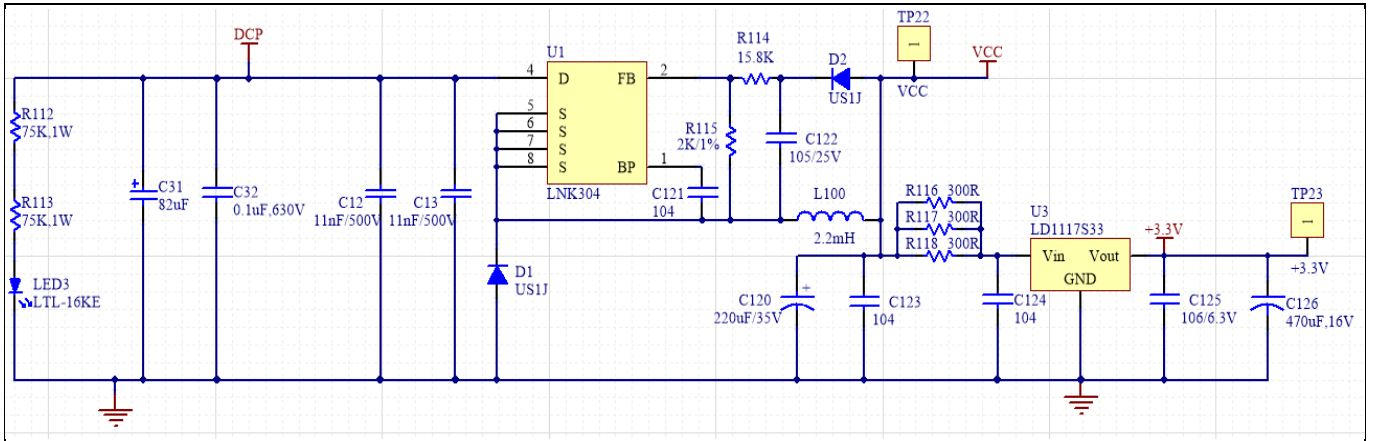 DCP
R112
75K,1W
R113
75K,1W
LED3
LTL-16KE
+
C31
82uF
C32
0.1uF,630V
C12
11nF/500V
C13
11nF/500V
U1
4
D
FB
2
5
S
6
S
7
S
8
S
BP
1
LNK304
R114
15.8K
R115
2K/1%
C121
104
C122
105/25V
D2
US1J
TP22
1
VCC
VCC
L100
2.2mH
D1
US1J
R116 300R
R117 300R
R118 300R
+
C120
220uF/35V
C123
104
C124
104
U3
LD1117S33
Vin
Vout
GND
+3.3V
TP23
1
+3.3V
C125
106/6.3V
+
C126
470uF,16V